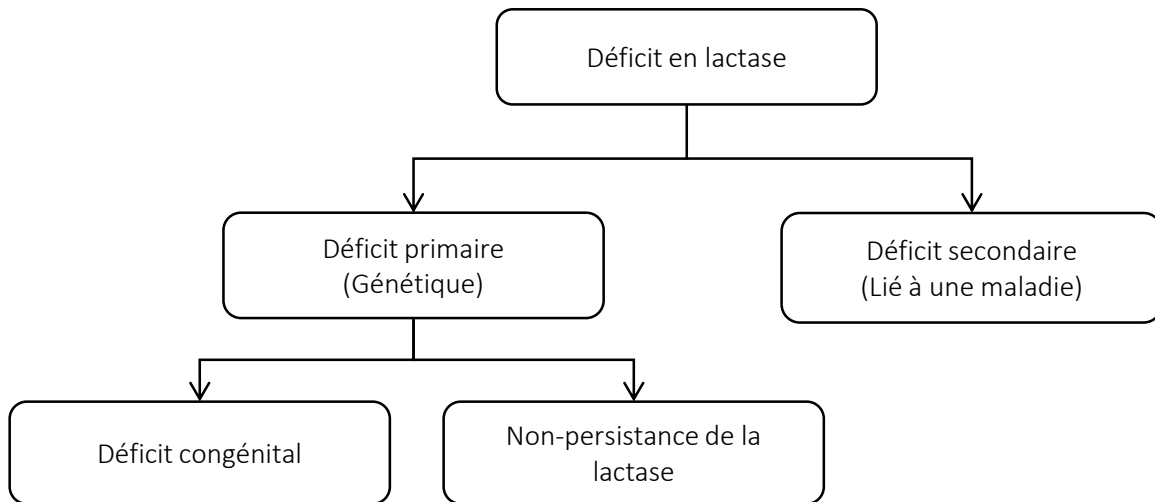 Déficit en lactase
Déficit primaire
(Génétique)
Déficit secondaire
(Lié à une maladie)
Déficit congénital
Non-persistance de la
lactase